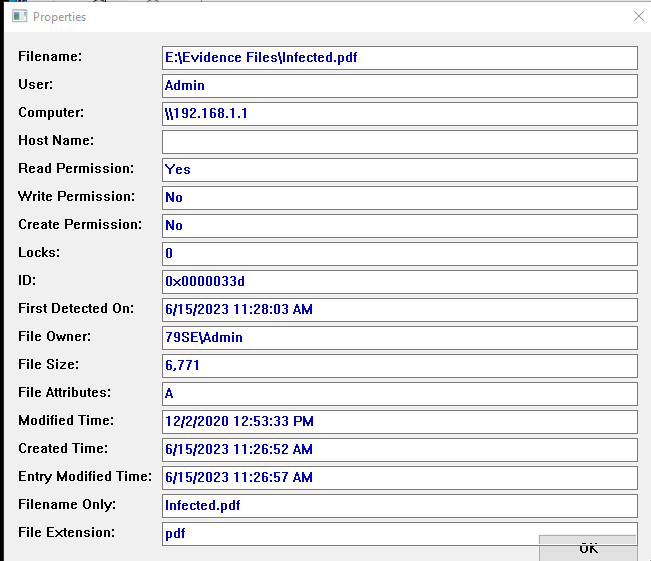 Properties
Filename: E:\Evidence Files\Infected.pdf
User: Admin
Computer: \\192.168.1.1
Host Name:
Read Permission: Yes
Write Permission: No
Create Permission: No
Locks: 0
ID: 0x0000033d
First Detected On: 6/15/2023 11:28:03 AM
File Owner: 79SE\Admin
File Size: 6,771
File Attributes: A
Modified Time: 12/2/2020 12:53:33 PM
Created Time: 6/15/2023 11:26:52 AM
Entry Modified Time: 6/15/2023 11:26:57 AM
Filename Only: Infected.pdf
File Extension: pdf
OK